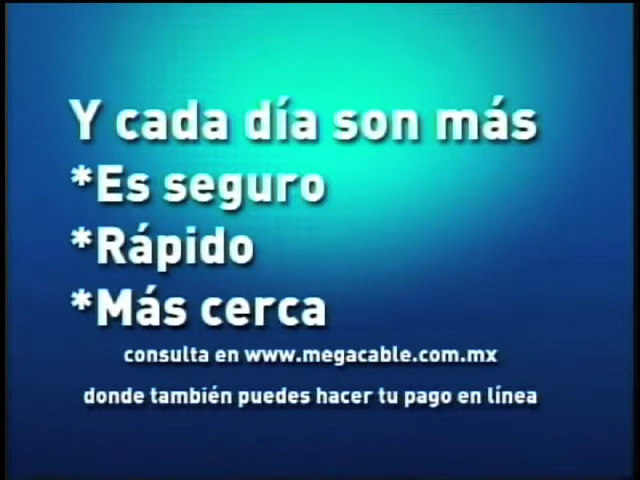 Y cada día son más
*Es seguro
*Rápido
*Más cerca
consulta en www.megacable.com.mx
donde también puedes hacer tu pago en línea